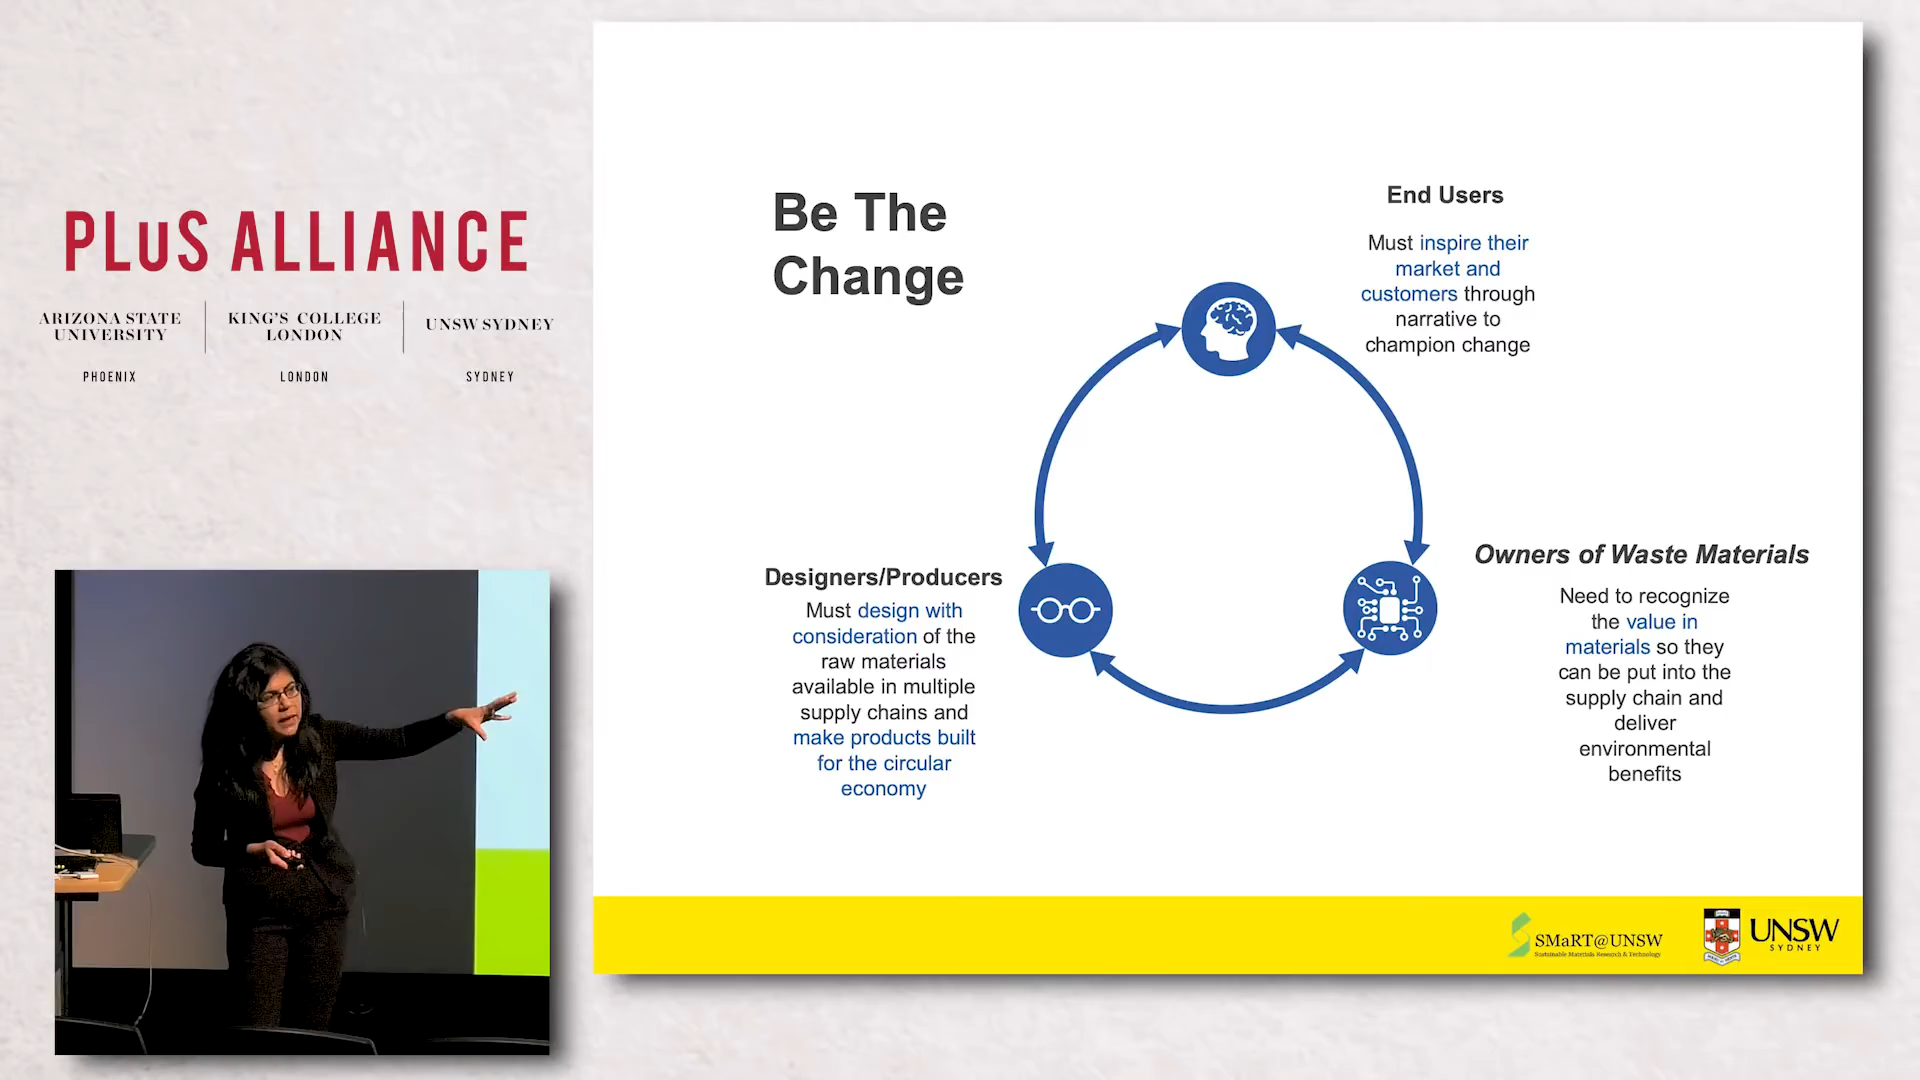 PLuS ALLIANCE
ARIZONA STATE
UNIVERSITY
PHOENIX
KING'S COLLEGE
LONDON
LONDON
UNSW SYDNEY
SYDNEY
Be The
Change
End Users
Must inspire their
market and
customers through
narrative to
champion change
Designers/Producers
Must design with
consideration of the
raw materials
available in multiple
supply chains and
make products built
for the circular
economy
Owners of Waste Materials
Need to recognize
the value in
materials so they
can be put into the
supply chain and
deliver
environmental
benefits
SMaRT@UNSW
Sustainable Materials Research & Technology
UNSW
SYDNEY